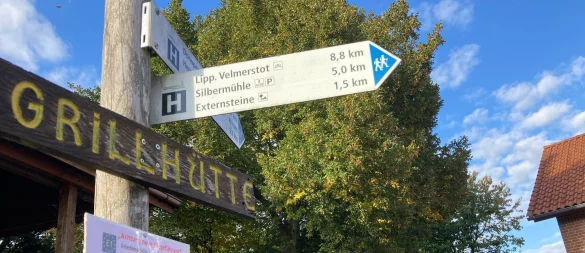 H
Lipp. Velmerstot 8,8 km
Silbermühle P 5,0 km
Externsteine 1,5 km
H
GRILLHÜTTE